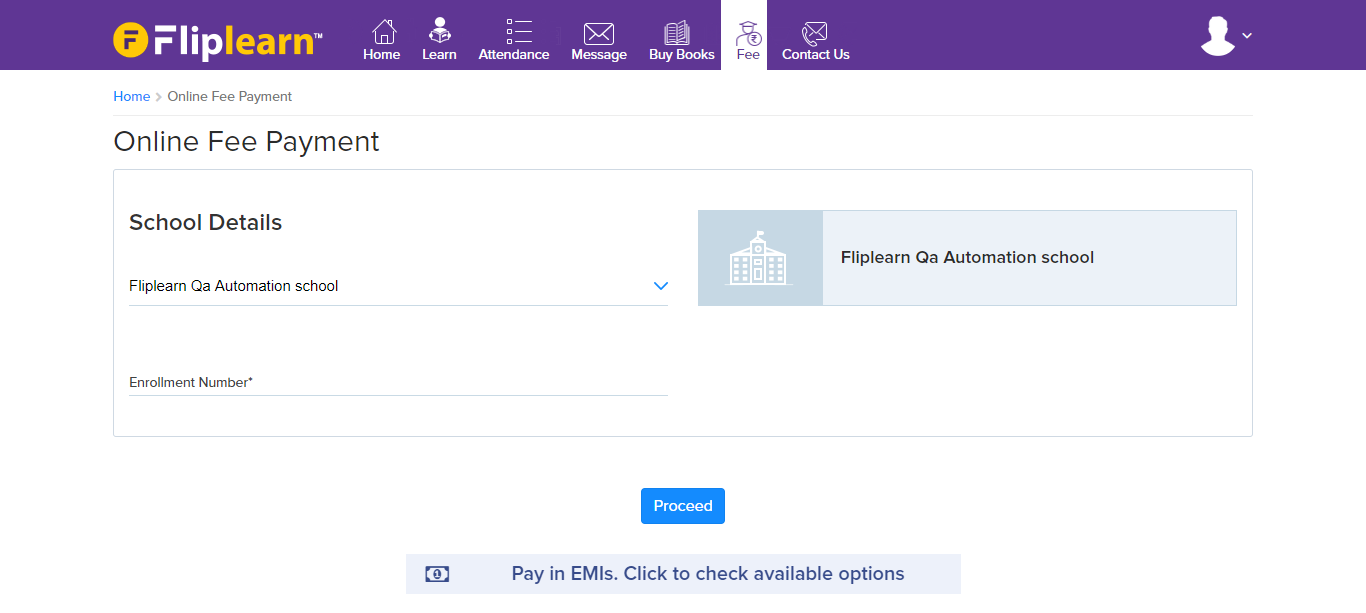 Fliplearn™
Home Learn Attendance Message Buy Books Fee Contact Us
Home > Online Fee Payment
Online Fee Payment
School Details
Fliplearn Qa Automation school
Fliplearn Qa Automation school
Enrollment Number*
Proceed
Pay in EMIs. Click to check available options